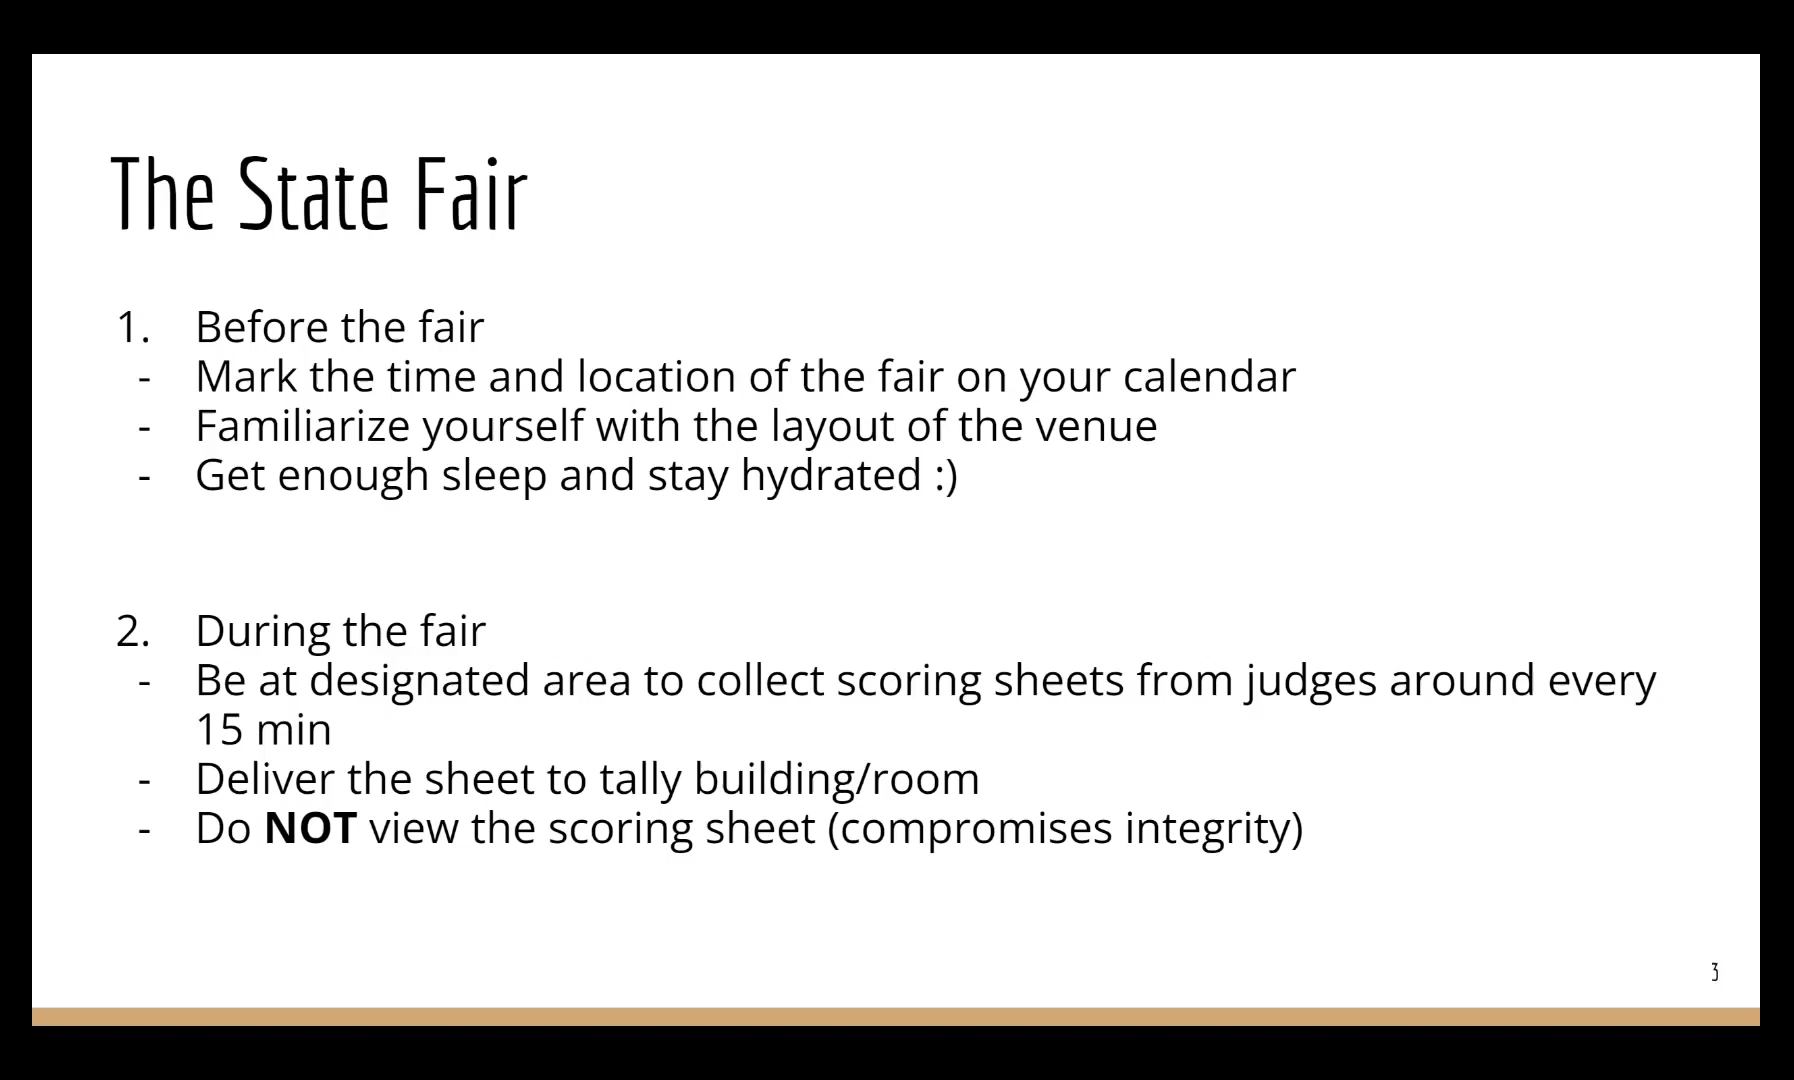 The State Fair
1. Before the fair
- Mark the time and location of the fair on your calendar
- Familiarize yourself with the layout of the venue
- Get enough sleep and stay hydrated :)
2. During the fair
- Be at designated area to collect scoring sheets from judges around every
15 min
- Deliver the sheet to tally building/room
- Do NOT view the scoring sheet (compromises integrity)
3